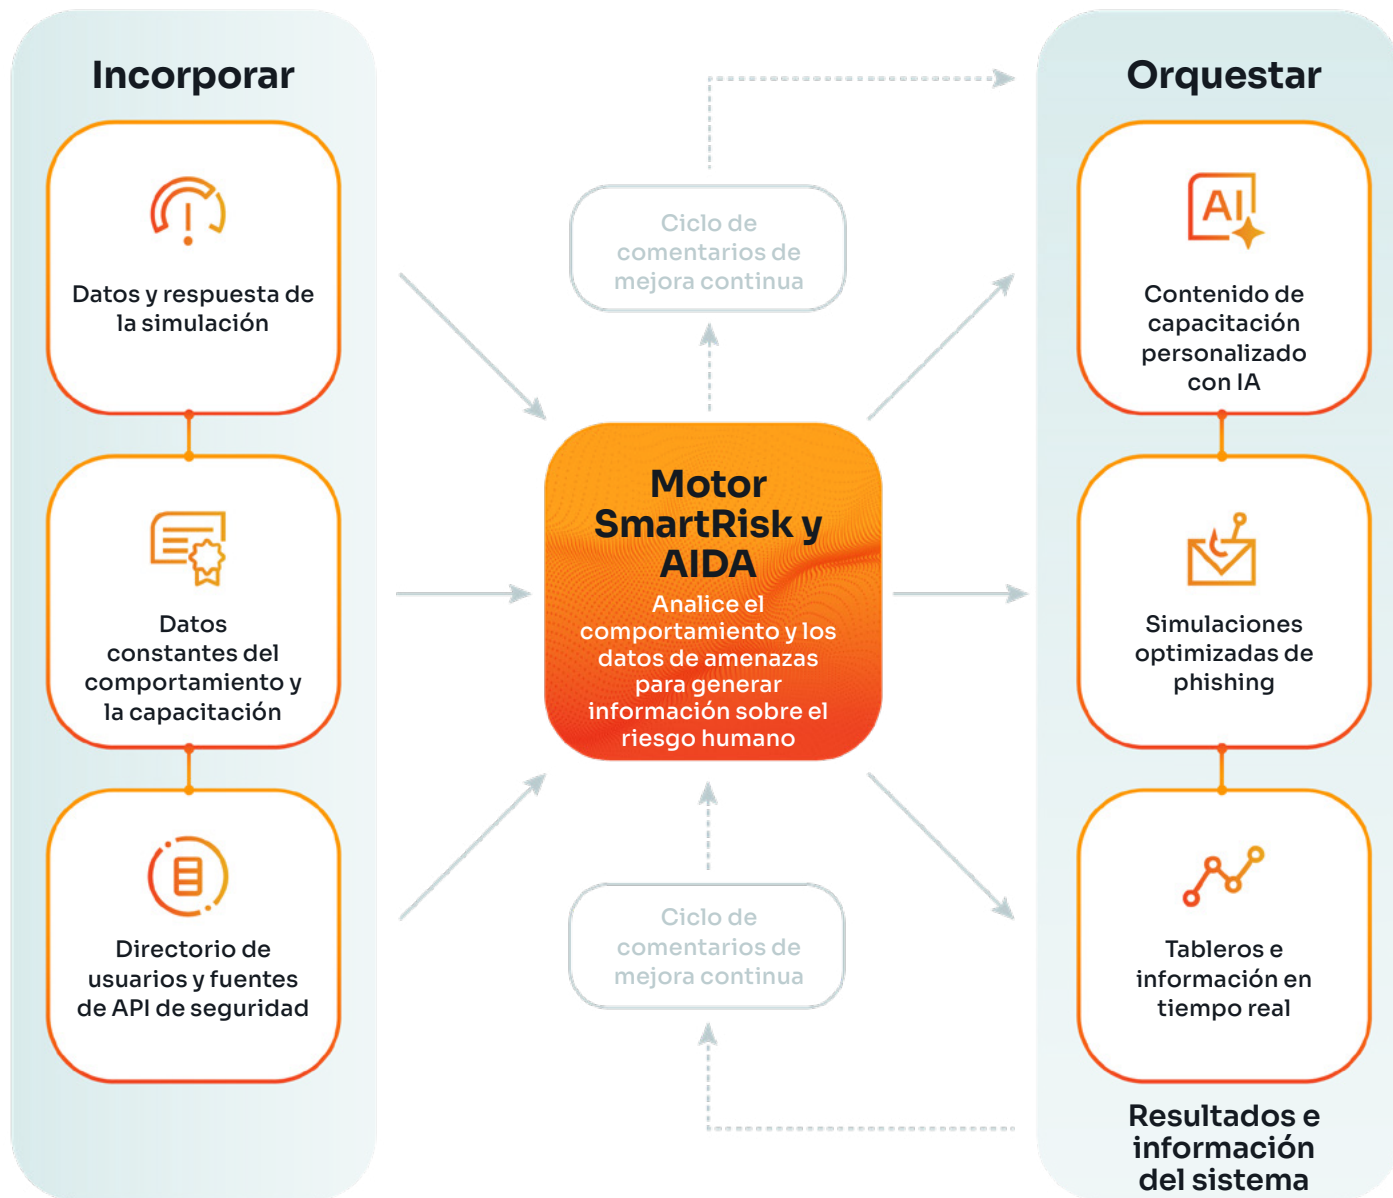 Incorporar
Datos y respuesta de
la simulación
Datos
constantes del
comportamiento y
la capacitación
Directorio de
usuarios y fuentes
de API de seguridad
Ciclo de
comentarios de
mejora continua
Motor
SmartRisk y
AIDA
Analice el
comportamiento y los
datos de amenazas
para generar
información sobre el
riesgo humano
Ciclo de
comentarios de
mejora continua
Orquestar
AI
Contenido de
capacitación
personalizado
con IA
Simulaciones
optimizadas de
phishing
Tableros e
información en
tiempo real
Resultados e
información
del sistema